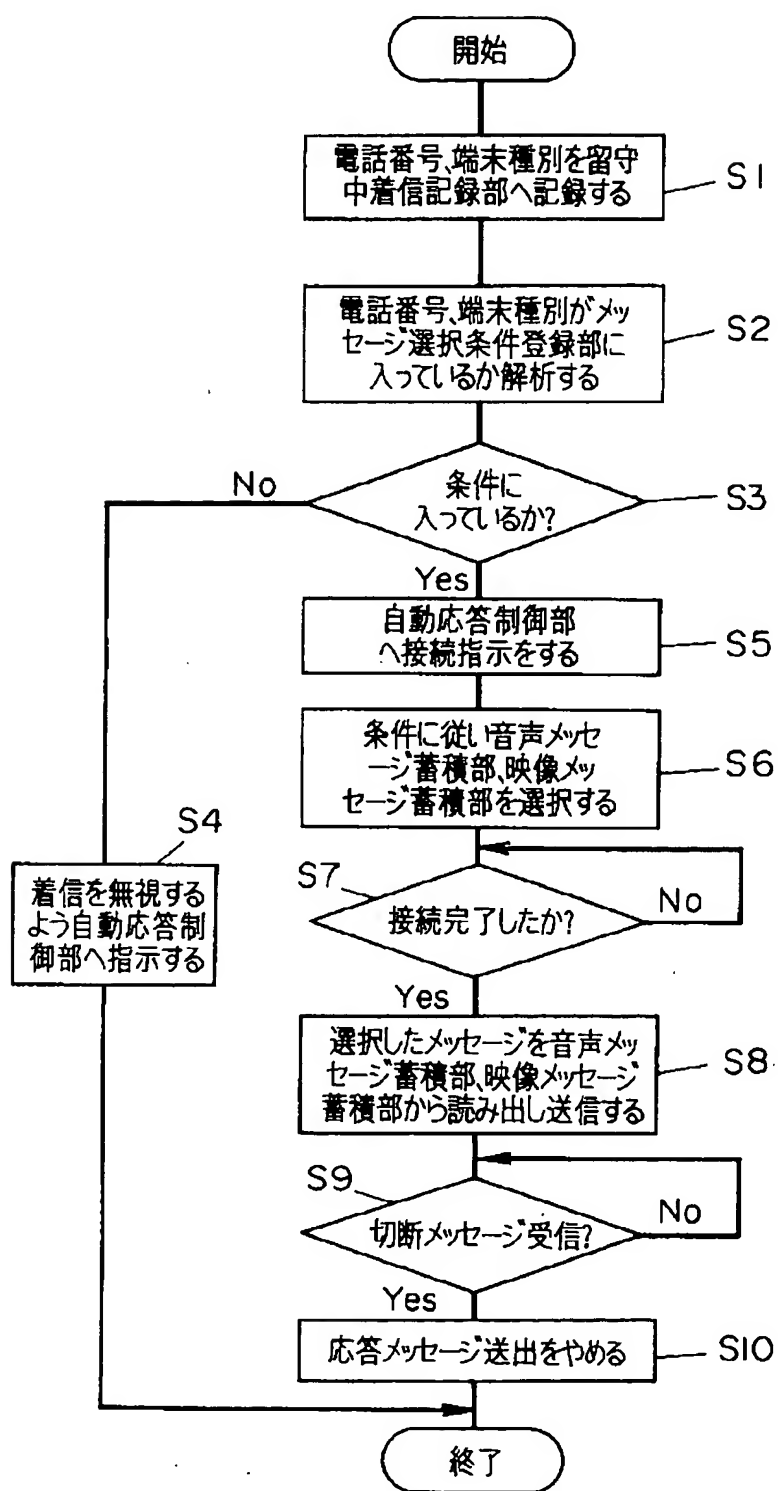 開始
電話番号、端末種別を留守
中着信記録部へ記録する
S1
電話番号、端末種別がメッ
セージ選択条件登録部に
入っているか解析する
S2
条件に
入っているか?
S3
No
Yes
自動応答制御部
へ接続指示をする
S5
条件に従い音声メッセ
ージ蓄積部、映像メッ
セージ蓄積部を選択する
S6
S4
着信を無視する
よう自動応答制
御部へ指示する
S7
接続完了したか?
No
Yes
選択したメッセージを音声メッ
セージ蓄積部、映像メッセージ
蓄積部から読み出し送信する
S8
S9
切断メッセージ受信?
No
Yes
応答メッセージ送出をやめる
S10
終了